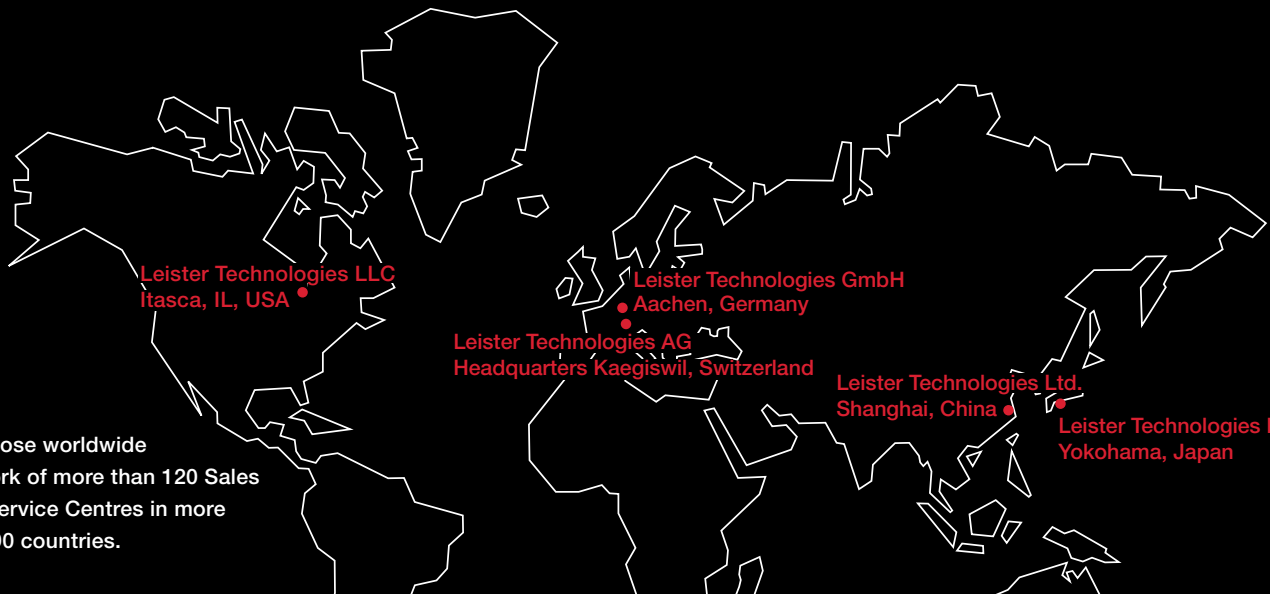 Leister Technologies LLC
Itasca, IL, USA
Leister Technologies GmbH
Aachen, Germany
Leister Technologies AG
Headquarters Kaegiswil, Switzerland
Leister Technologies Ltd.
Shanghai, China
Leister Technologies
Yokohama, Japan
ose worldwide
rk of more than 120 Sales
ervice Centres in more
0 countries.